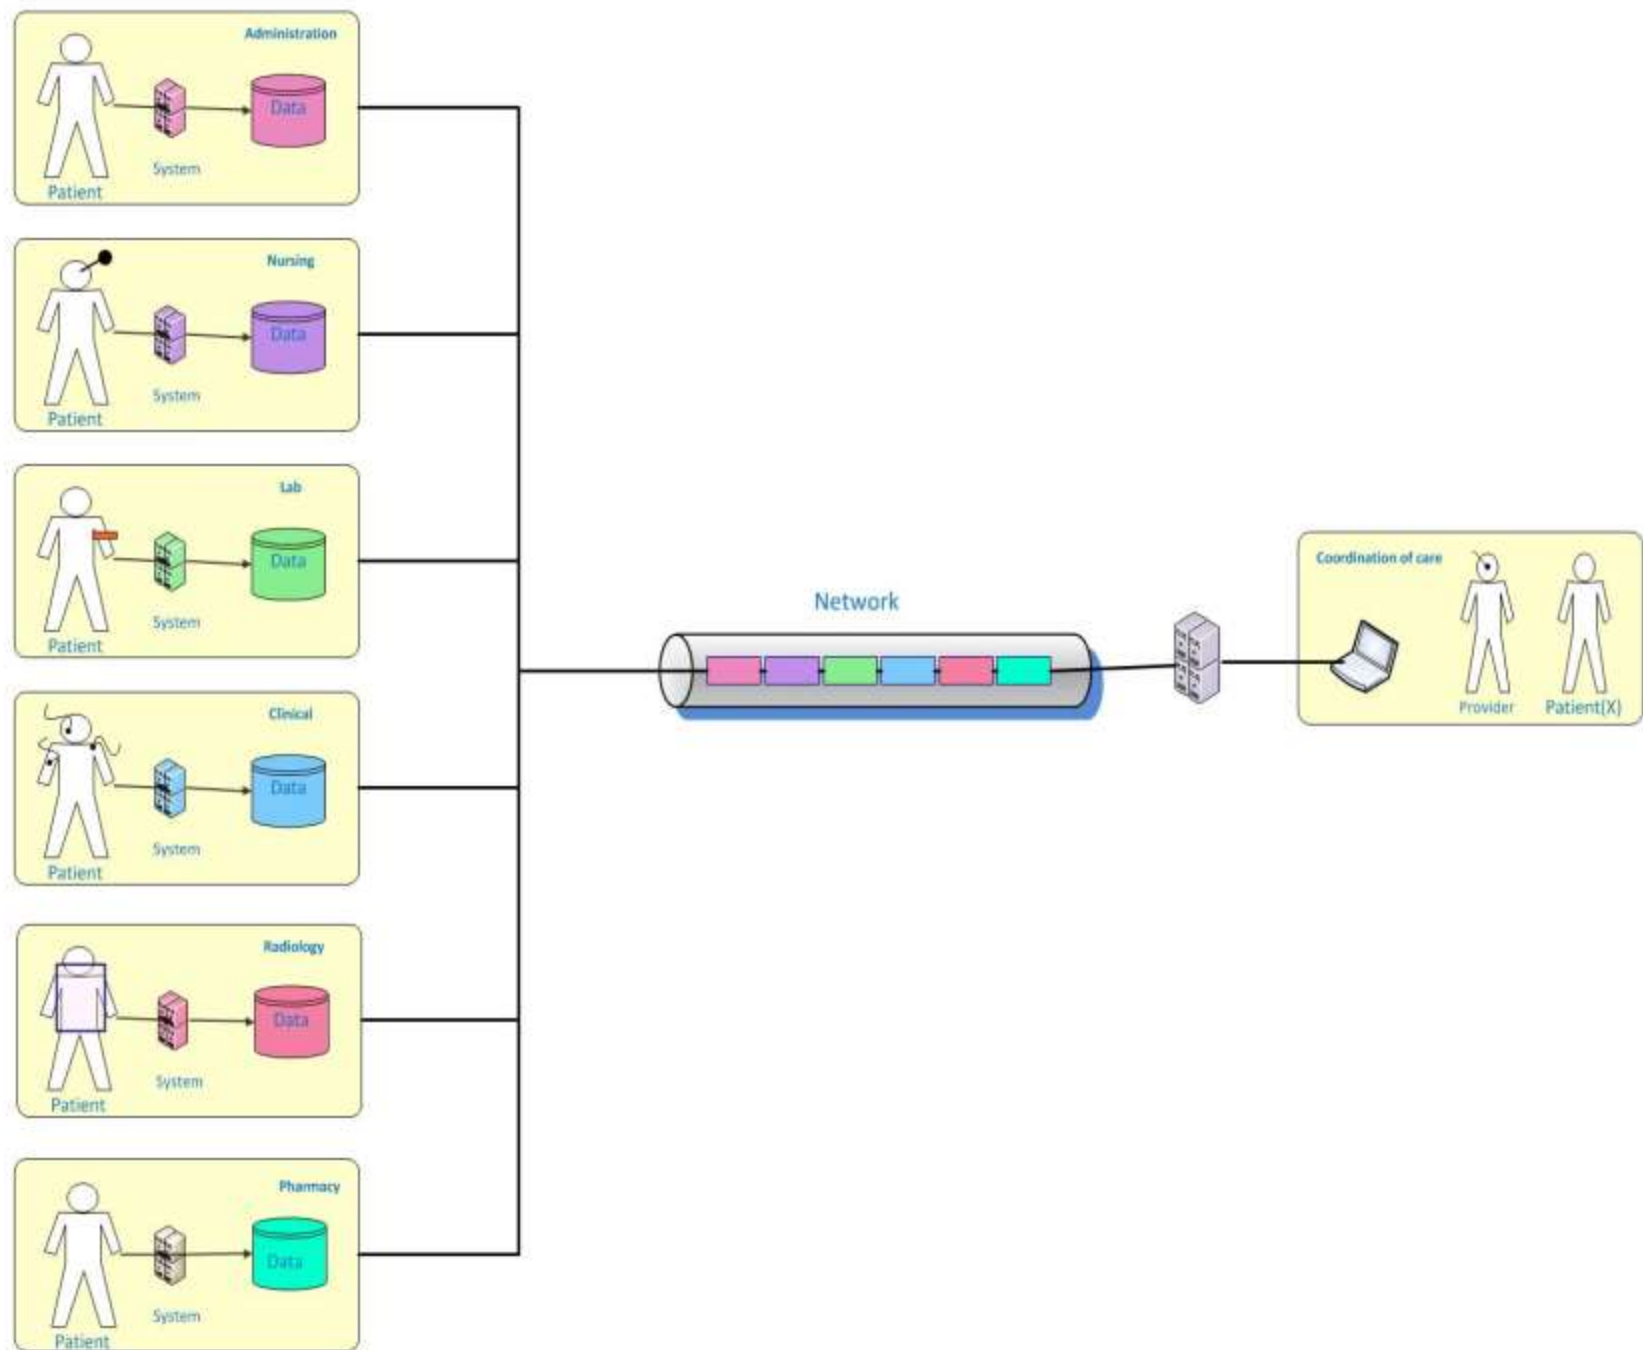 Administration
Data
System
Patient
Nursing
Data
System
Patient
Lab
Data
System
Patient
Clinical
Data
System
Patient
Radiology
Data
System
Patient
Pharmacy
Data
System
Patient
Network
Coordination of care
Provider
Patient(X)